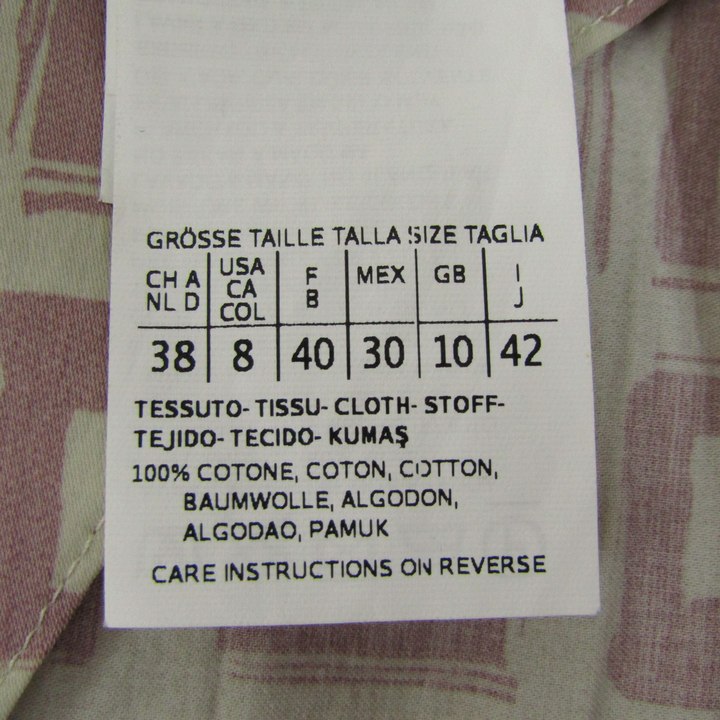 GRÖSSE TAILLE TALLA SIZE TAGLIA
CH A NL D USA CA COL F B MEX GB I J
38 8 40 30 10 42
TESSUTO- TISSU- CLOTH- STOFF-
TEJIDO- TECIDO- KUMAŞ
100% COTONE, COTON, COTTON,
BAUMWOLLE, ALGODON,
ALGODAO, PAMUK
CARE INSTRUCTIONS ON REVERSE